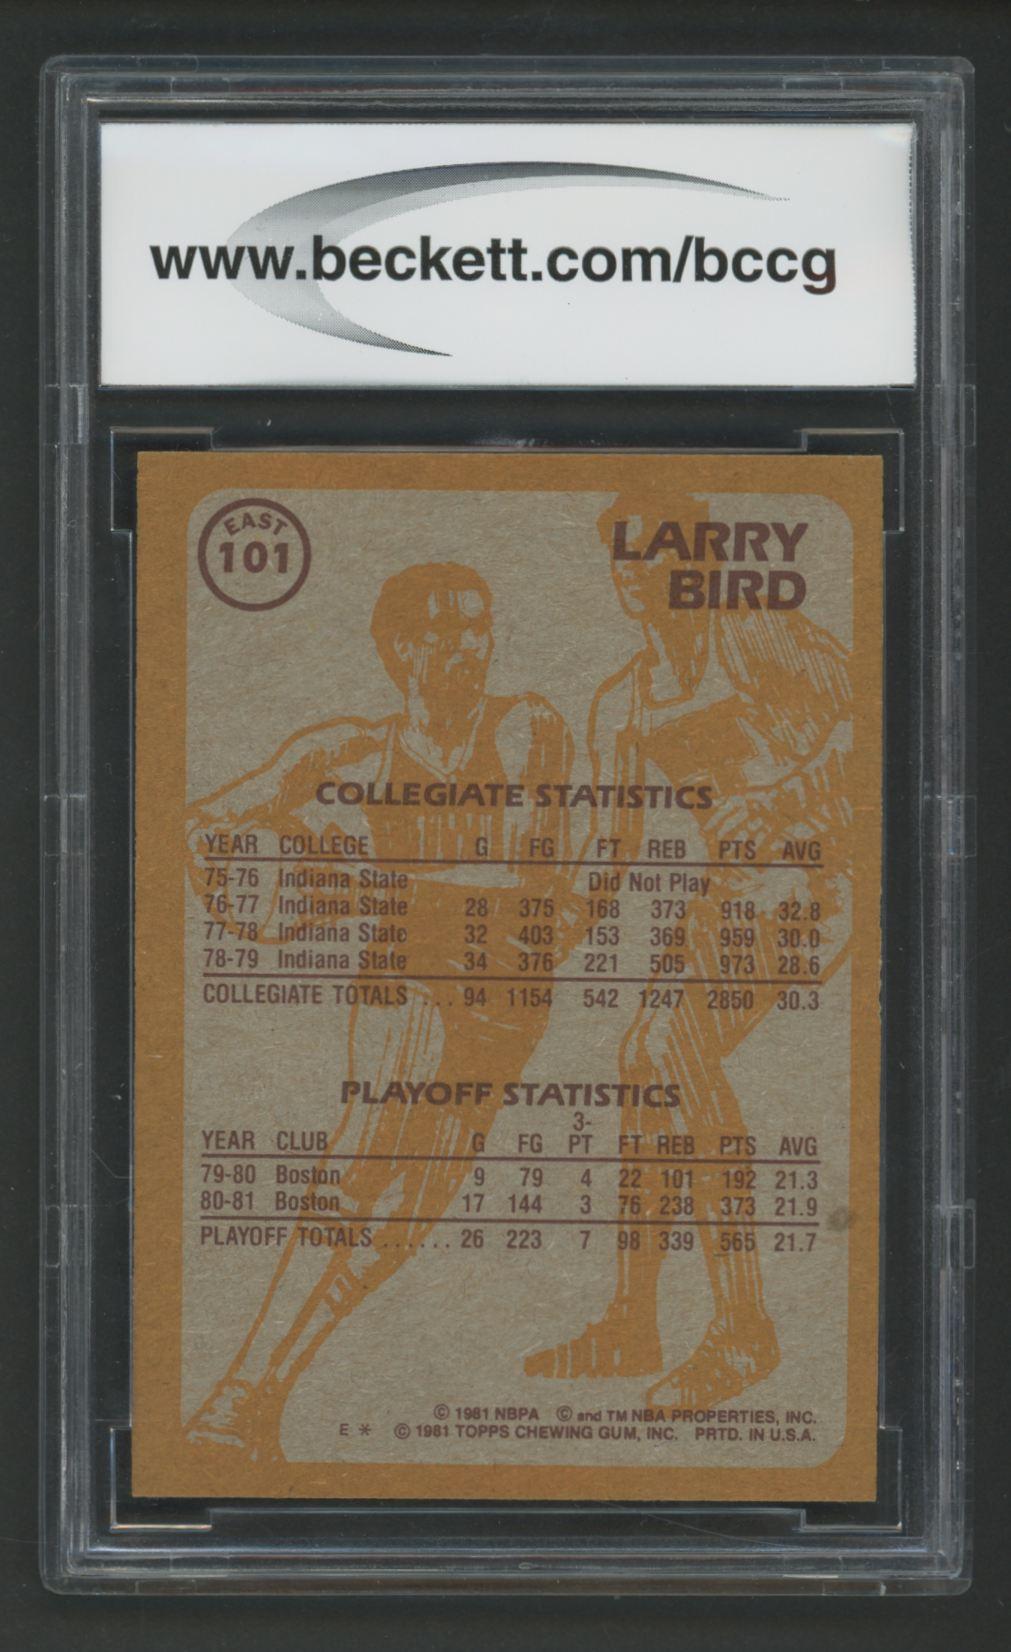 www.beckett.com/bccg
EAST
101
LARRY
BIRD
COLLEGIATE STATISTICS
YEAR COLLEGE G FG FT REB PTS AVG
75-76 Indiana State Did Not Play
76-77 Indiana State 28 375 168 373 918 32.8
77-78 Indiana State 32 403 153 369 959 30.0
78-79 Indiana State 34 376 221 505 973 28.6
COLLEGIATE TOTALS ... 94 1154 542 1247 2850 30.3
PLAYOFF STATISTICS
YEAR CLUB G FG 3-PT FT REB PTS AVG
79-80 Boston 9 79 4 22 101 192 21.3
80-81 Boston 17 144 3 76 238 373 21.9
PLAYOFF TOTALS ...... 26 223 7 98 339 565 21.7
© 1981 NBPA © and TM NBA PROPERTIES, INC.
E * © 1981 TOPPS CHEWING GUM, INC. PRTD. IN U.S.A.